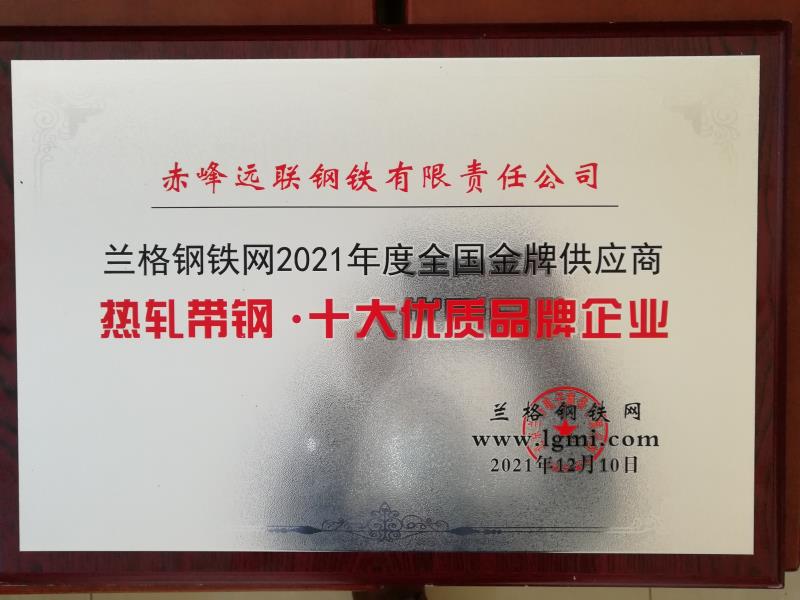 赤峰远联钢铁有限责任公司
兰格钢铁网2021年度全国金牌供应商
热轧带钢·十大优质品牌企业
兰格钢铁网
www.lgmi.com
2021年12月10日